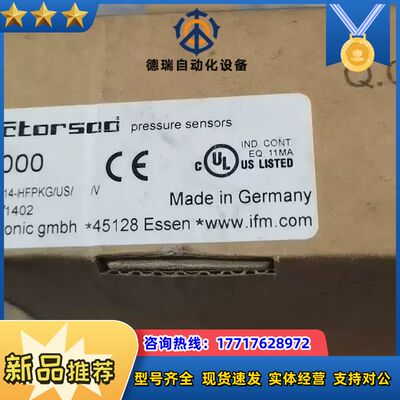 德瑞自动化设备
Q.
ctorsao pressure sensors
000
CE
C UL US LISTED
IND. CONT
EQ 11MA
14-HFPKG/US/ /V
/1402
Made in Germany
onic gmbh *45128 Essen *www.ifm.com
咨询热线：17717628972
新品推荐
型号齐全 现货速发 实体经营 支持对公